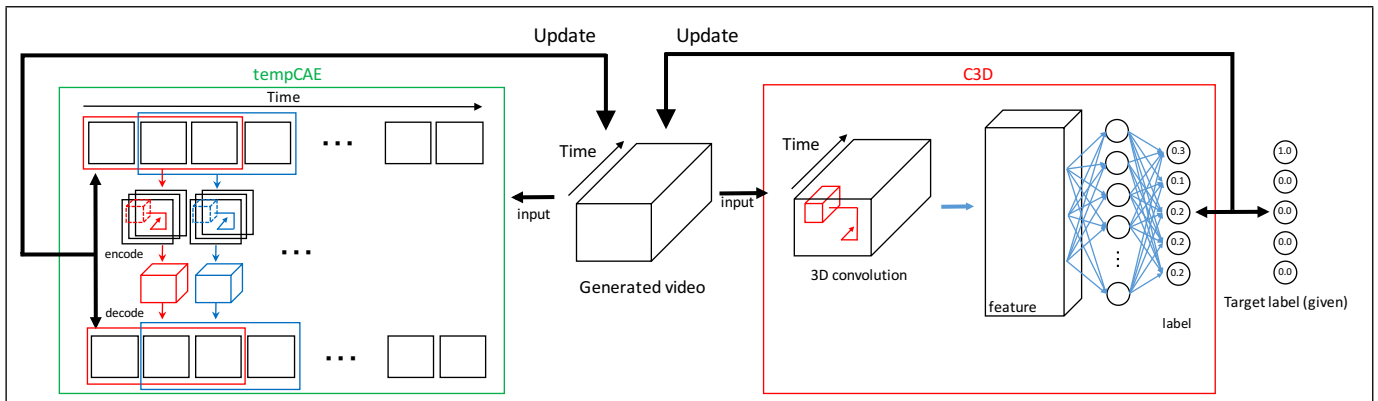 Update
Update
tempCAE
C3D
Time
Time
Time
input
input
encode
decode
Generated video
3D convolution
feature
label
0.3
0.1
0.2
0.2
0.2
1.0
0.0
0.0
0.0
0.0
Target label (given)